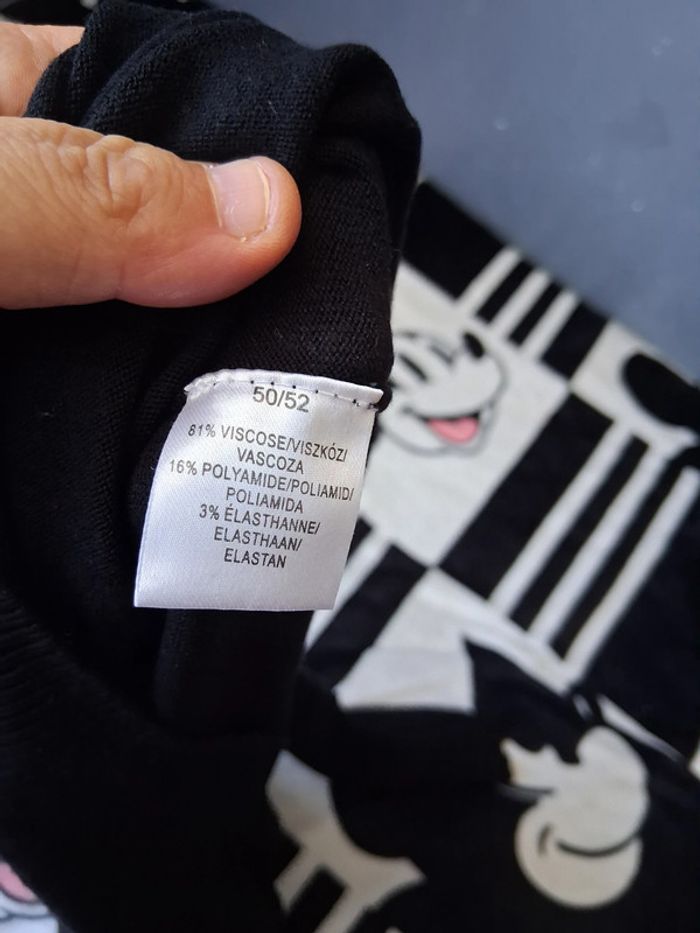 50/52
81% VISCOSE/VISZKÓZ/
VASCOZA
16% POLYAMIDE/POLIAMID/
POLIAMIDA
3% ÉLASTHANNE/
ELASTHAAN/
ELASTAN